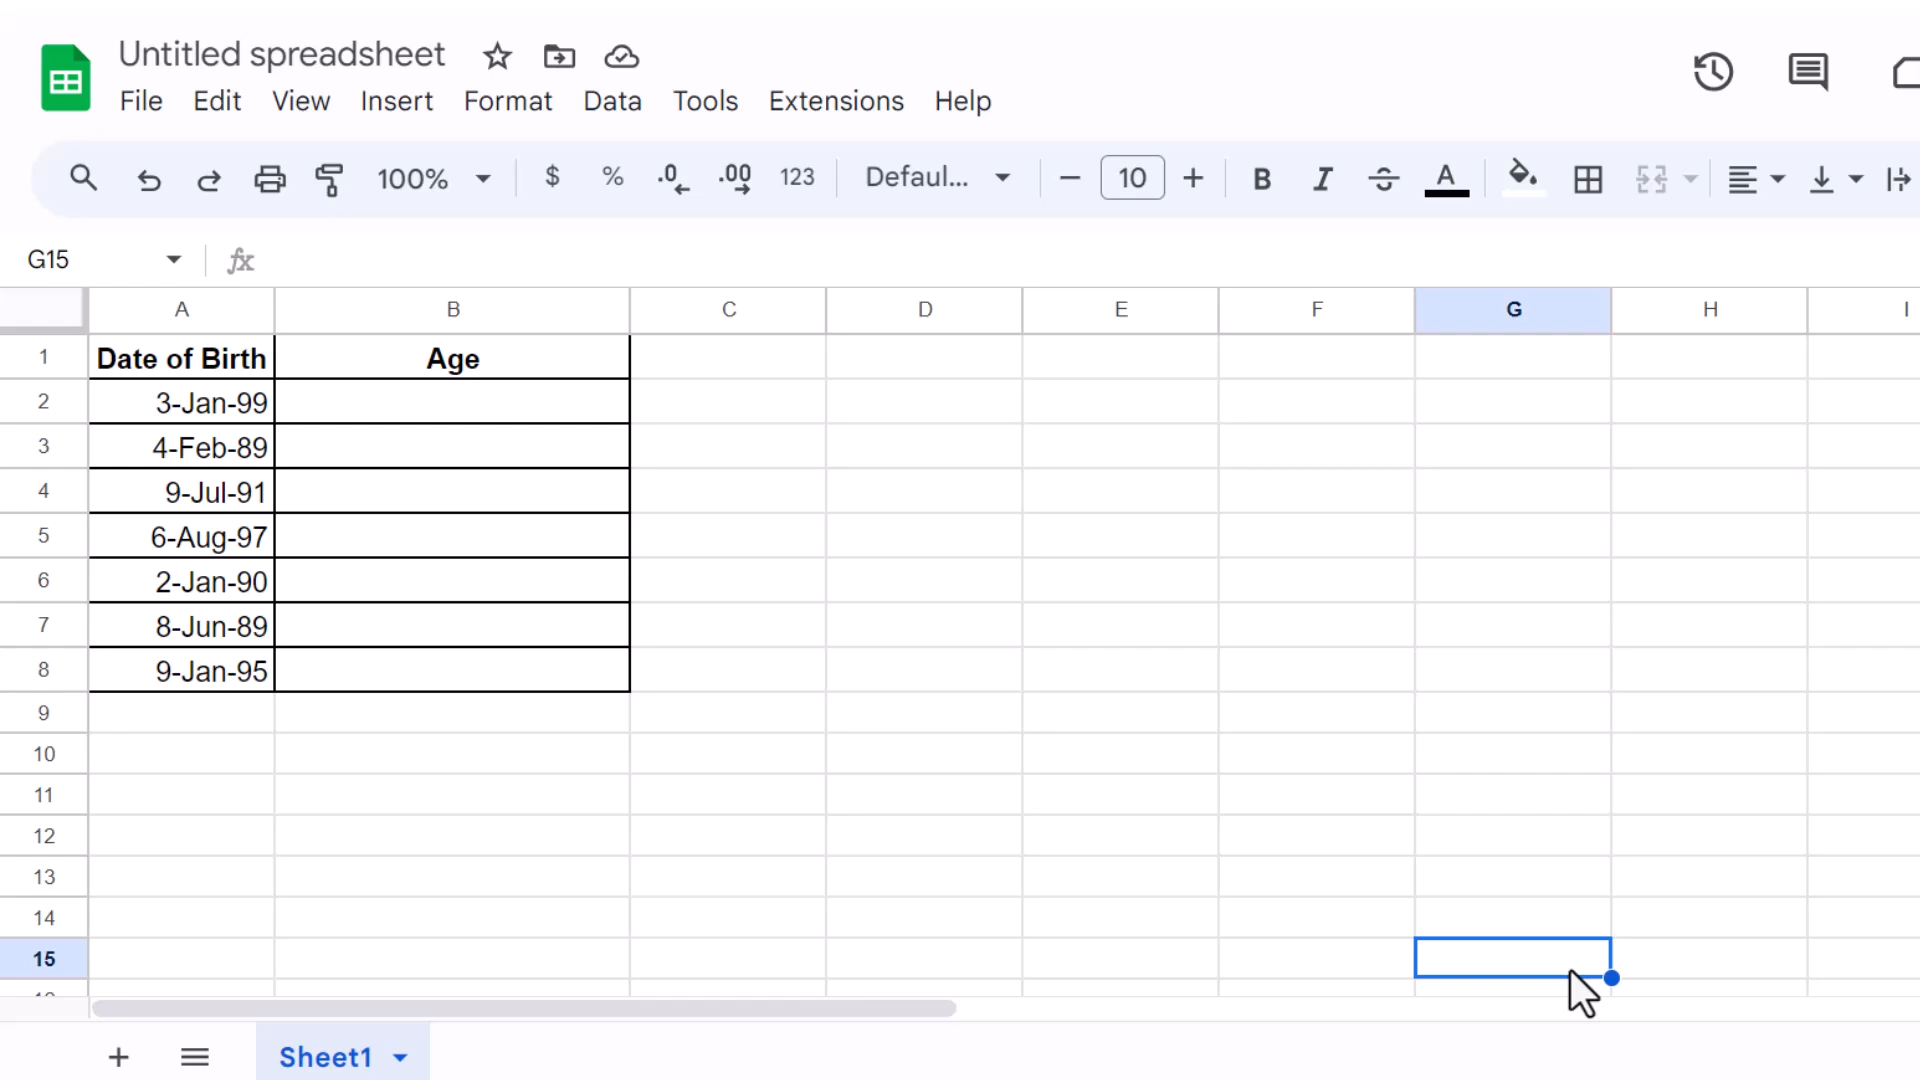 Untitled spreadsheet
File Edit View Insert Format Data Tools Extensions Help
100% $ % .0 .00 123 Defaul... 10 B I A
G15 fx
A B C D E F G H I
1 Date of Birth Age
2 3-Jan-99
3 4-Feb-89
4 9-Jul-91
5 6-Aug-97
6 2-Jan-90
7 8-Jun-89
8 9-Jan-95
9
10
11
12
13
14
15
Sheet1